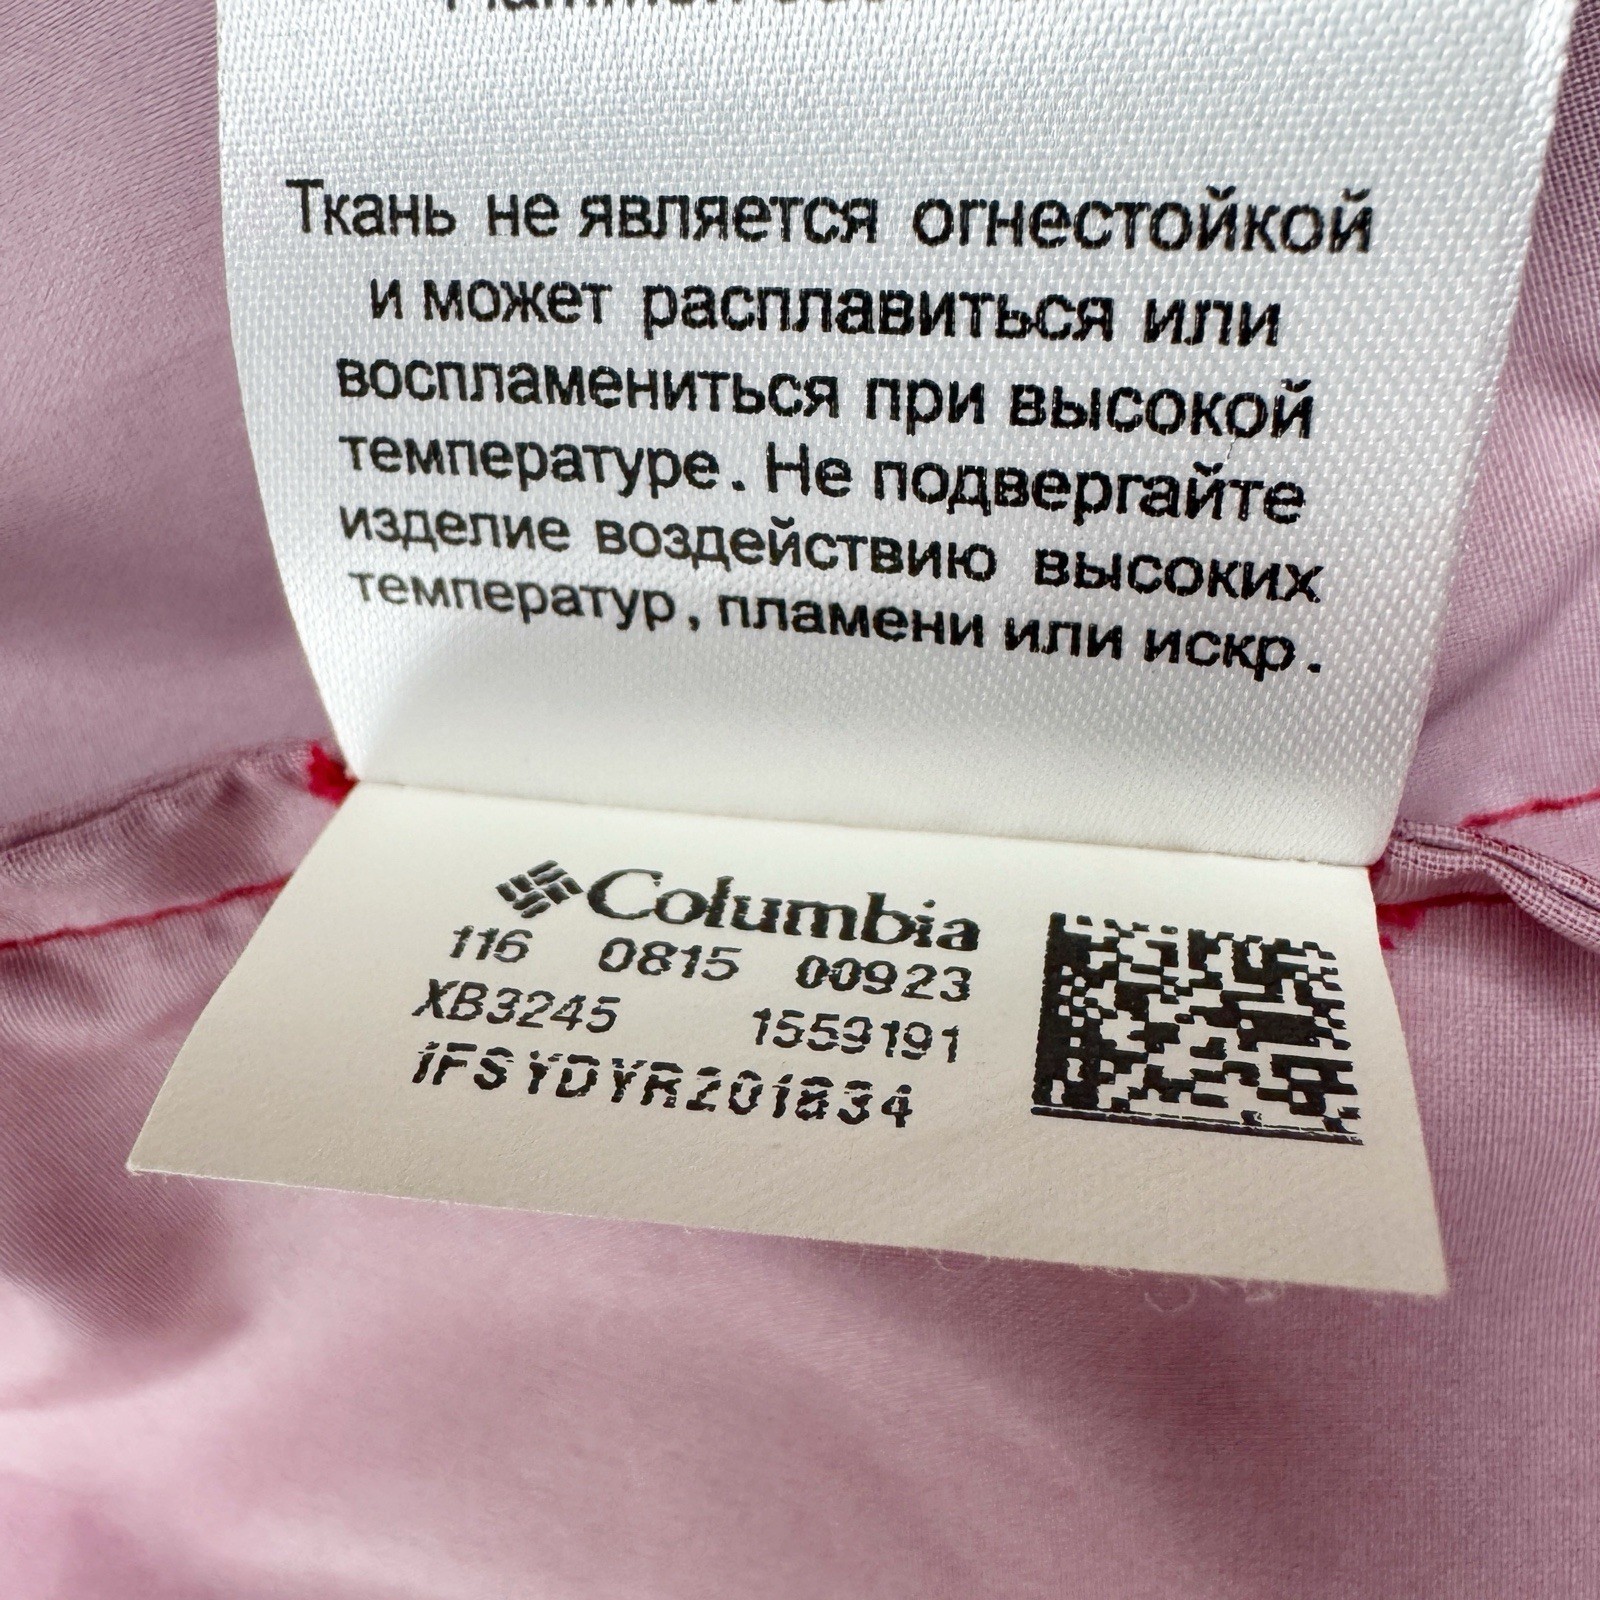 Ткань не является огнестойкой
и может расплавиться или
воспламениться при высокой
температуре. Не подвергайте
изделие воздействию высоких
температур, пламени или искр.
Columbia
116 0815 00923
XB3245 1559191
1FSYDYR201834